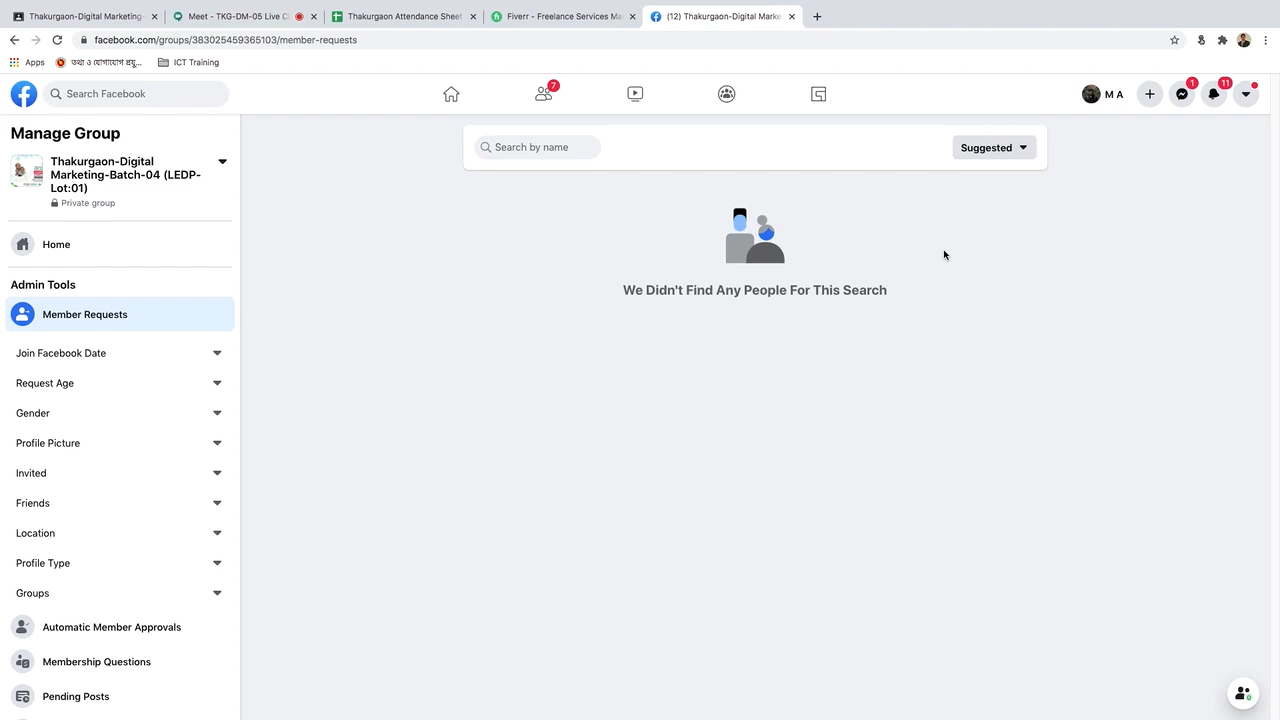 Thakurgaon-Digital Marketing-
Meet - TKG-DM-05 Live C
Thakurgaon Attendance Sheet
Fiverr - Freelance Services Ma
(12) Thakurgaon-Digital Marke
facebook.com/groups/383025459365103/member-requests
Apps
তথ্য ও যোগাযোগ প্রযু...
ICT Training
Search Facebook
7
M A
1
11
Manage Group
Thakurgaon-Digital
Marketing-Batch-04 (LEDP-
Lot:01)
Private group
Home
Admin Tools
Member Requests
Join Facebook Date
Request Age
Gender
Profile Picture
Invited
Friends
Location
Profile Type
Groups
Automatic Member Approvals
Membership Questions
Pending Posts
Search by name
Suggested
We Didn't Find Any People For This Search